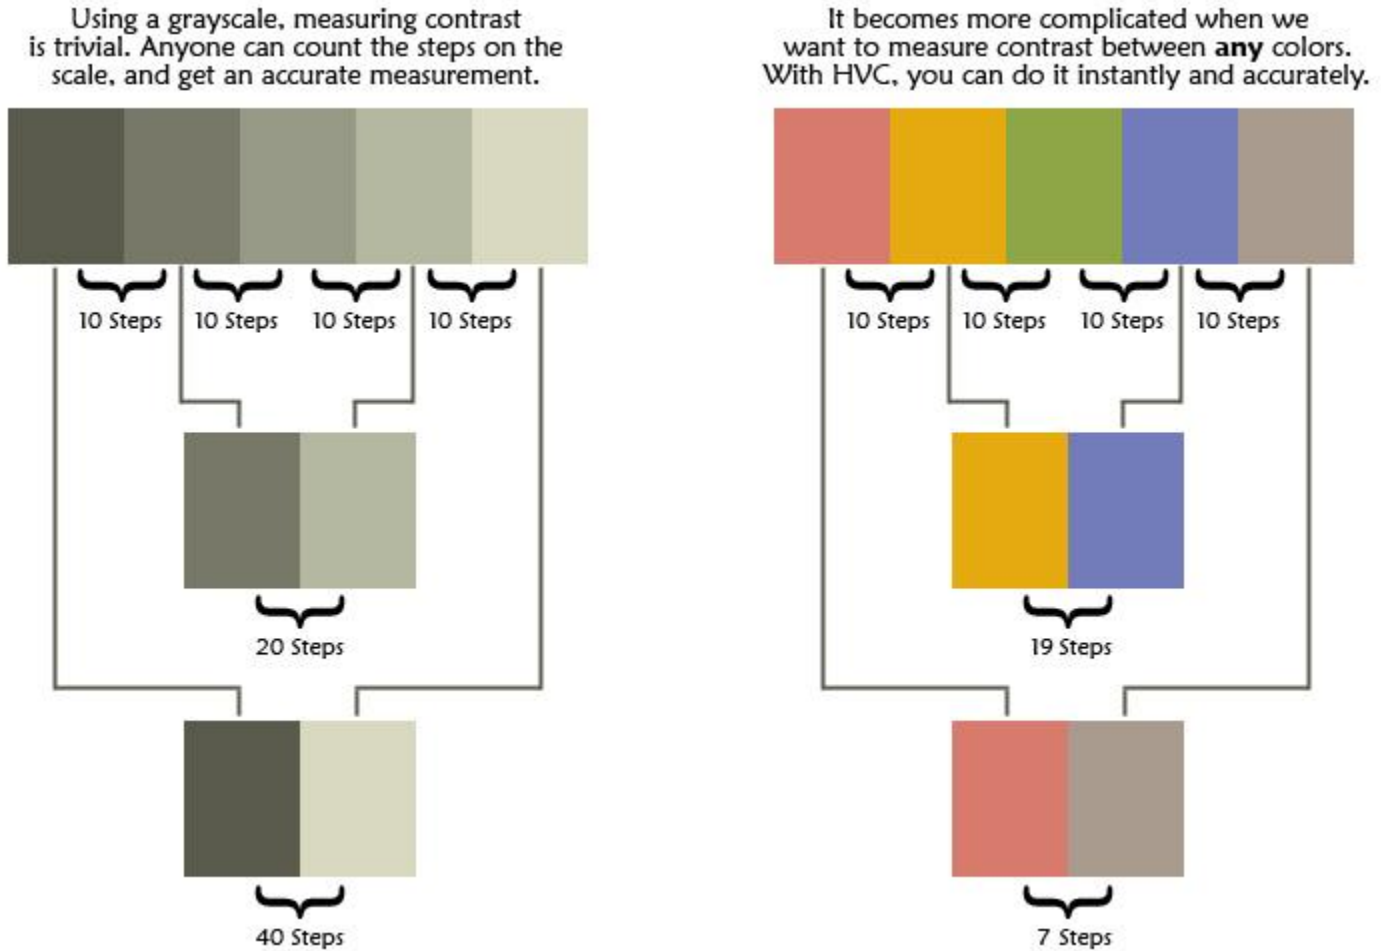 Using a grayscale, measuring contrast
is trivial. Anyone can count the steps on the
scale, and get an accurate measurement.
10 Steps
10 Steps
10 Steps
10 Steps
20 Steps
40 Steps
It becomes more complicated when we
want to measure contrast between any colors.
With HVC, you can do it instantly and accurately.
10 Steps
10 Steps
10 Steps
10 Steps
19 Steps
7 Steps